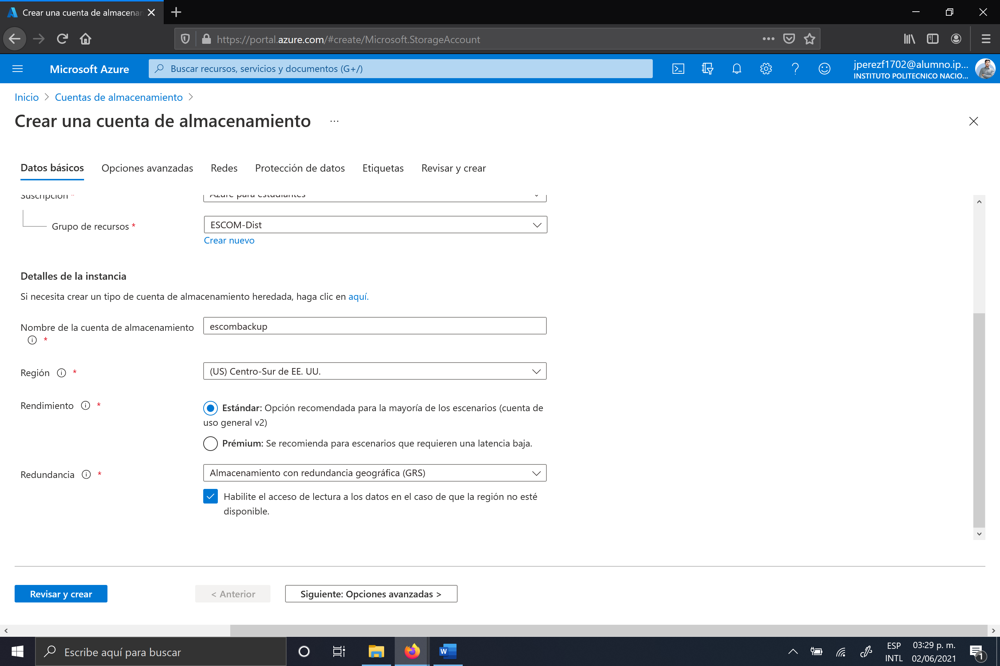 Crear una cuenta de almacenar
https://portal.azure.com/#create/Microsoft.StorageAccount
Microsoft Azure
Buscar recursos, servicios y documentos (G+/)
jperezf1702@alumno.ip...
INSTITUTO POLITECNICO NACIO...
Inicio > Cuentas de almacenamiento >
Crear una cuenta de almacenamiento ...
Datos básicos Opciones avanzadas Redes Protección de datos Etiquetas Revisar y crear
Suscripción * Azure para estudiantes
Grupo de recursos * ESCOM-Dist
Crear nuevo
Detalles de la instancia
Si necesita crear un tipo de cuenta de almacenamiento heredada, haga clic en aquí.
Nombre de la cuenta de almacenamiento * escombackup
Región * (US) Centro-Sur de EE. UU.
Rendimiento * Estándar: Opción recomendada para la mayoría de los escenarios (cuenta de
uso general v2)
Prémium: Se recomienda para escenarios que requieren una latencia baja.
Redundancia * Almacenamiento con redundancia geográfica (GRS)
Habilite el acceso de lectura a los datos en el caso de que la región no esté
disponible.
Revisar y crear < Anterior Siguiente: Opciones avanzadas >
Escribe aquí para buscar
W
ESP
INTL
03:29 p. m.
02/06/2021
1